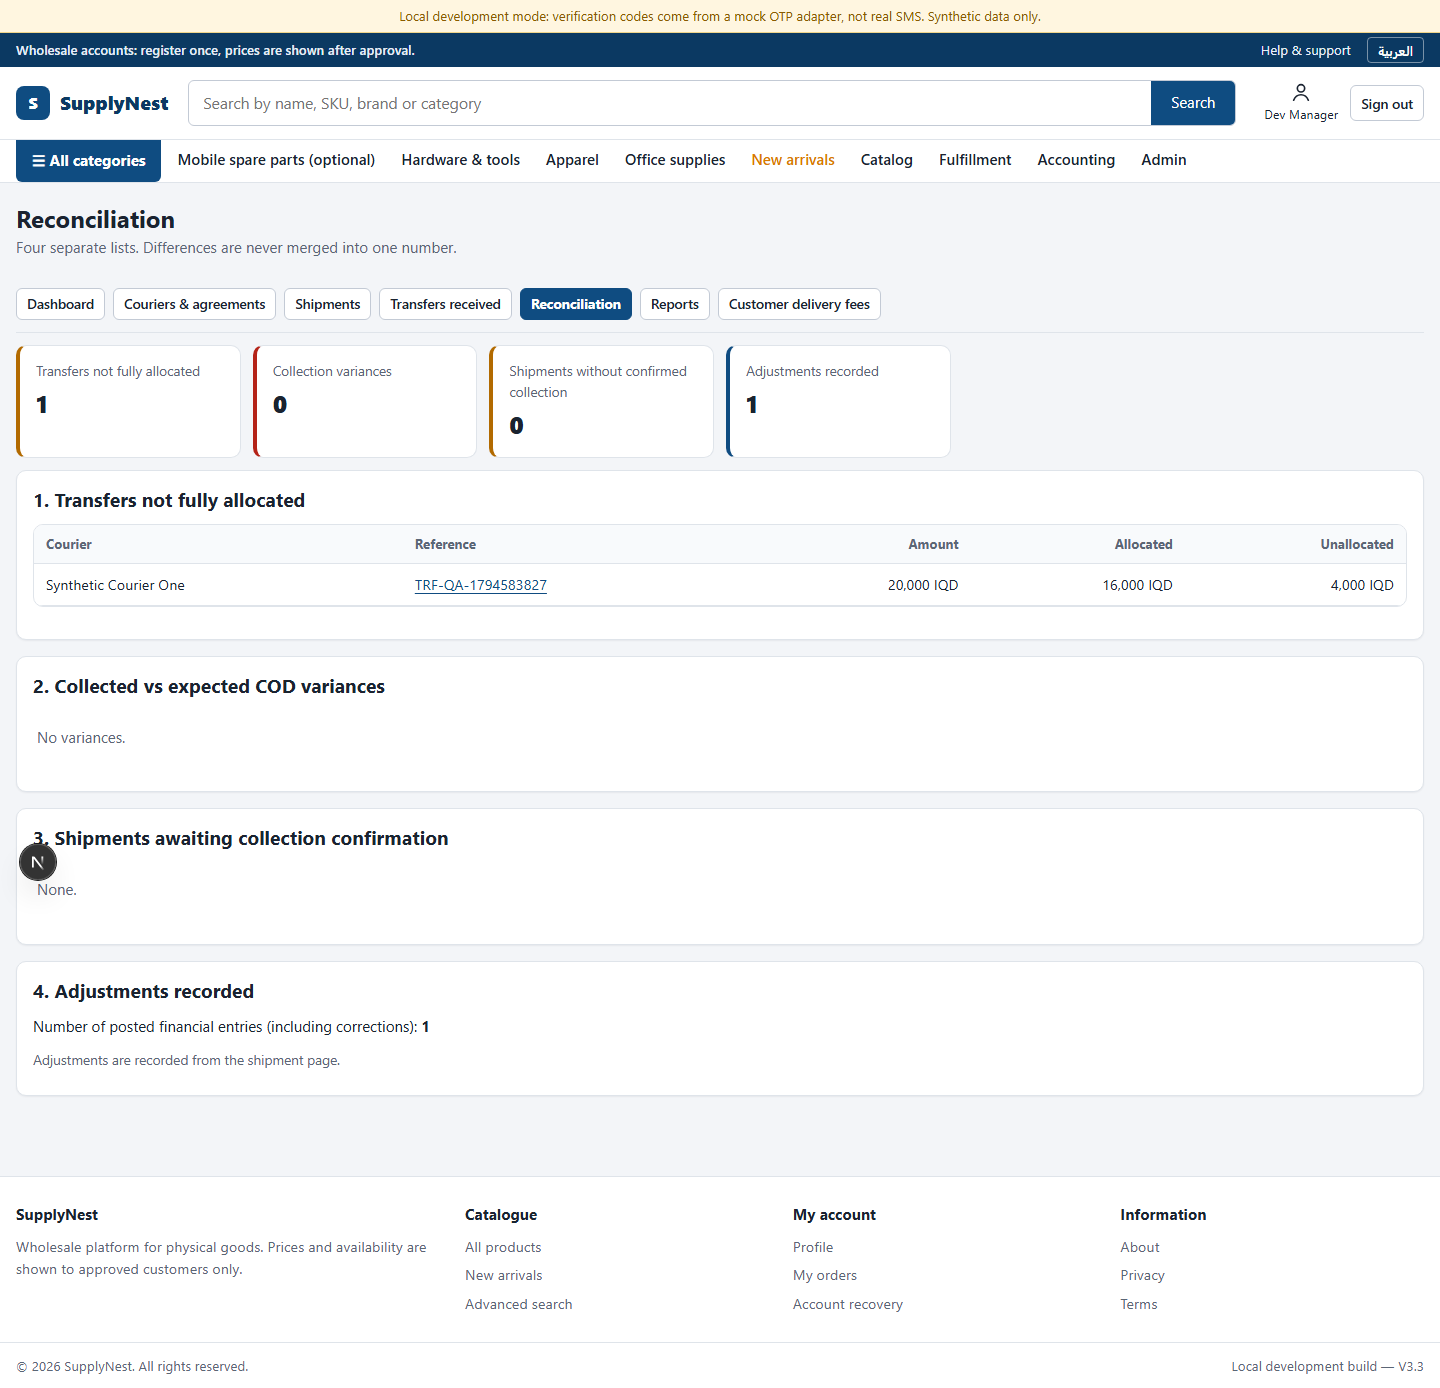 Local development mode: verification codes come from a mock OTP adapter, not real SMS. Synthetic data only.
Wholesale accounts: register once, prices are shown after approval.
Help & support
العربية
S
SupplyNest
Search by name, SKU, brand or category
Search
Dev Manager
Sign out
☰ All categories
Mobile spare parts (optional)
Hardware & tools
Apparel
Office supplies
New arrivals
Catalog
Fulfillment
Accounting
Admin
Reconciliation
Four separate lists. Differences are never merged into one number.
Dashboard
Couriers & agreements
Shipments
Transfers received
Reconciliation
Reports
Customer delivery fees
Transfers not fully allocated
1
Collection variances
0
Shipments without confirmed
collection
0
Adjustments recorded
1
1. Transfers not fully allocated
Courier Reference Amount Allocated Unallocated
Synthetic Courier One TRF-QA-1794583827 20,000 IQD 16,000 IQD 4,000 IQD
2. Collected vs expected COD variances
No variances.
3. Shipments awaiting collection confirmation
N
None.
4. Adjustments recorded
Number of posted financial entries (including corrections): 1
Adjustments are recorded from the shipment page.
SupplyNest
Wholesale platform for physical goods. Prices and availability are
shown to approved customers only.
Catalogue
All products
New arrivals
Advanced search
My account
Profile
My orders
Account recovery
Information
About
Privacy
Terms
© 2026 SupplyNest. All rights reserved.
Local development build — V3.3